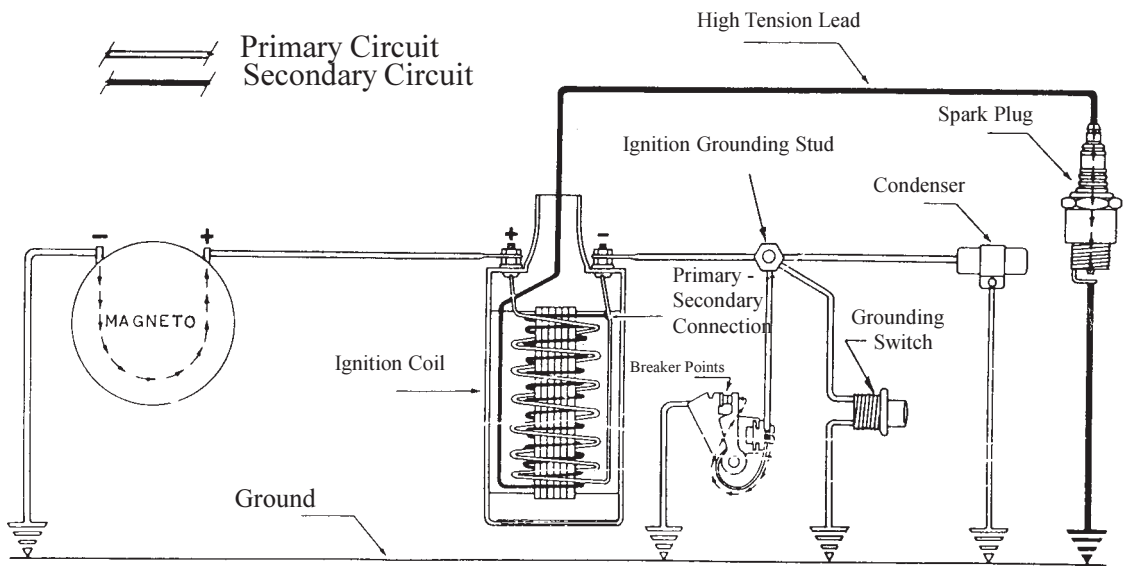 High Tension Lead
Primary Circuit
Secondary Circuit
Spark Plug
Ignition Grounding Stud
Condenser
− +
+ −
MAGNETO
Primary -
Secondary
Connection
Grounding
Switch
Ignition Coil
Breaker Points
Ground